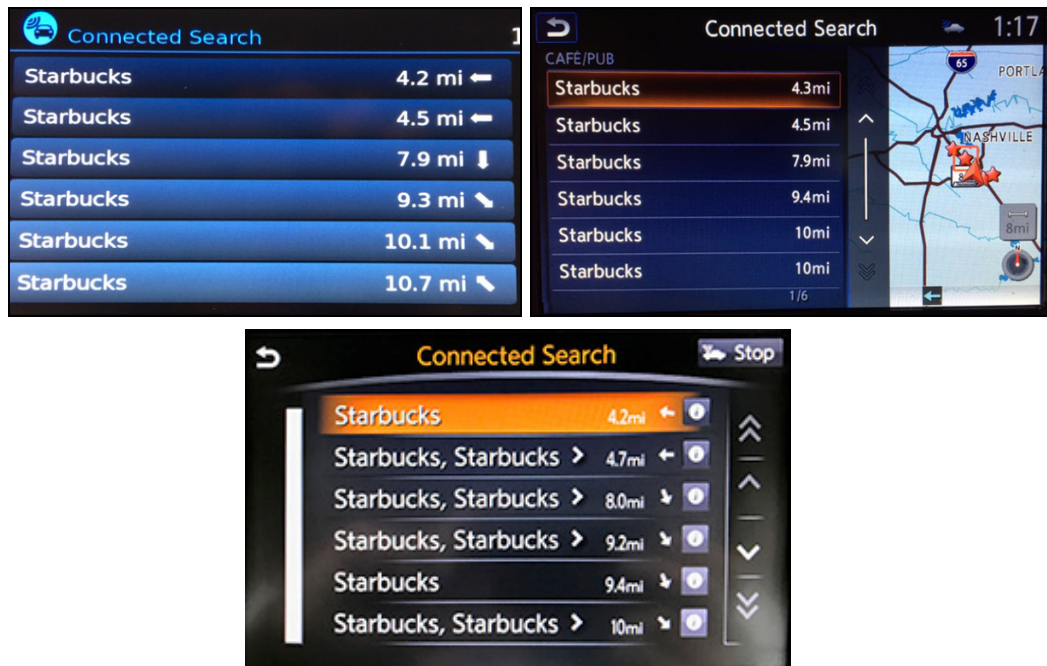 Connected Search
Starbucks 4.2 mi
Starbucks 4.5 mi
Starbucks 7.9 mi
Starbucks 9.3 mi
Starbucks 10.1 mi
Starbucks 10.7 mi
Connected Search 1:17
CAFÉ/PUB
Starbucks 4.3mi
Starbucks 4.5mi
Starbucks 7.9mi
Starbucks 9.4mi
Starbucks 10mi
Starbucks 10mi
1/6
65
PORTLA
NASHVILLE
8
8mi
N
Connected Search Stop
Starbucks 4.2mi
Starbucks, Starbucks > 4.7mi
Starbucks, Starbucks > 8.0mi
Starbucks, Starbucks > 9.2mi
Starbucks 9.4mi
Starbucks, Starbucks > 10mi